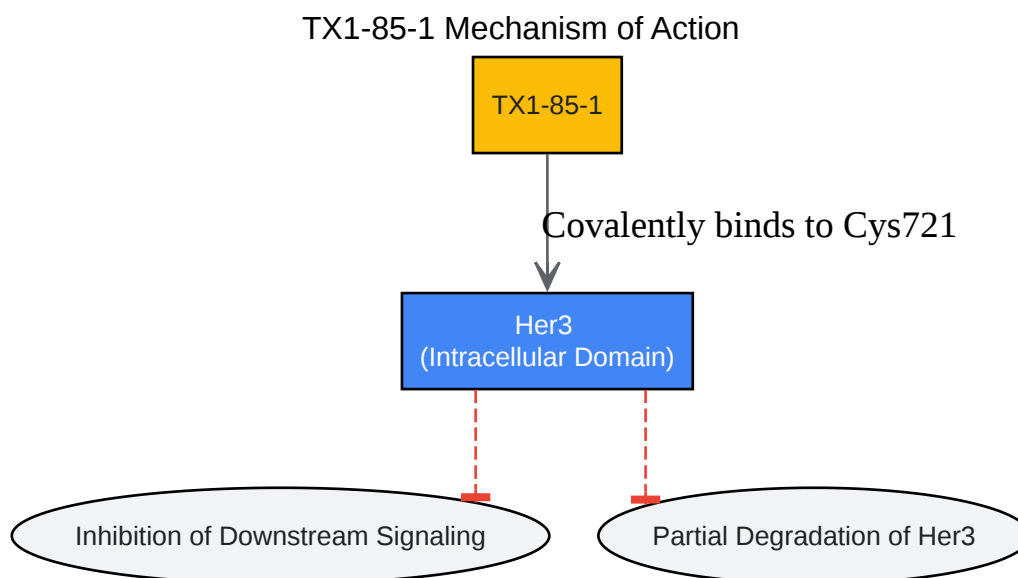 TX1-85-1 Mechanism of Action
TX1-85-1
Covalently binds to Cys721
Her3
(Intracellular Domain)
Inhibition of Downstream Signaling
Partial Degradation of Her3